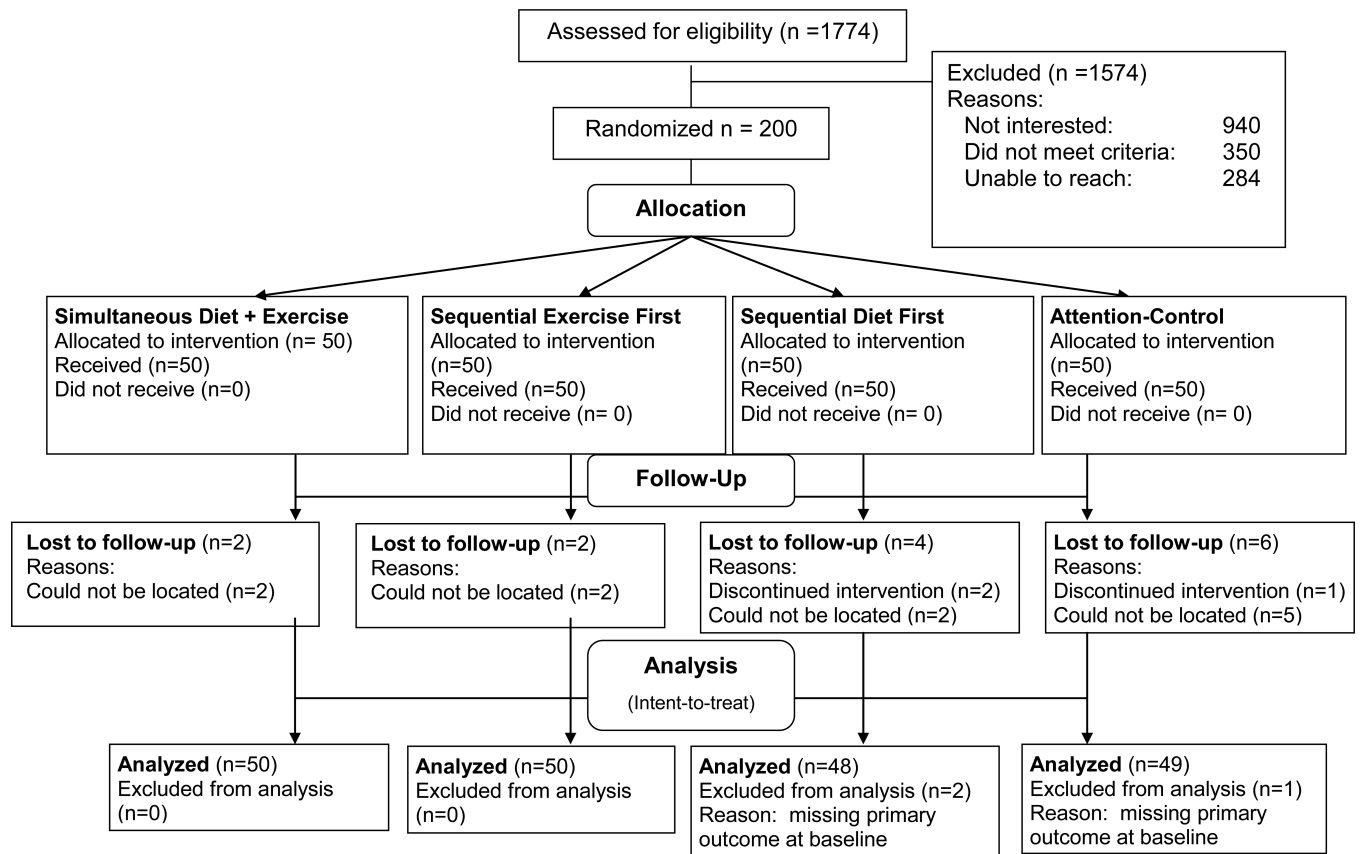 Assessed for eligibility (n =1774)
Excluded (n =1574)
Reasons:
Not interested: 940
Did not meet criteria: 350
Unable to reach: 284
Randomized n = 200
Allocation
Simultaneous Diet + Exercise
Allocated to intervention (n= 50)
Received (n=50)
Did not receive (n=0)
Sequential Exercise First
Allocated to intervention
(n=50)
Received (n=50)
Did not receive (n= 0)
Sequential Diet First
Allocated to intervention
(n=50)
Received (n=50)
Did not receive (n= 0)
Attention-Control
Allocated to intervention
(n=50)
Received (n=50)
Did not receive (n= 0)
Follow-Up
Lost to follow-up (n=2)
Reasons:
Could not be located (n=2)
Lost to follow-up (n=2)
Reasons:
Could not be located (n=2)
Lost to follow-up (n=4)
Reasons:
Discontinued intervention (n=2)
Could not be located (n=2)
Lost to follow-up (n=6)
Reasons:
Discontinued intervention (n=1)
Could not be located (n=5)
Analysis
(Intent-to-treat)
Analyzed (n=50)
Excluded from analysis
(n=0)
Analyzed (n=50)
Excluded from analysis
(n=0)
Analyzed (n=48)
Excluded from analysis (n=2)
Reason: missing primary
outcome at baseline
Analyzed (n=49)
Excluded from analysis (n=1)
Reason: missing primary
outcome at baseline